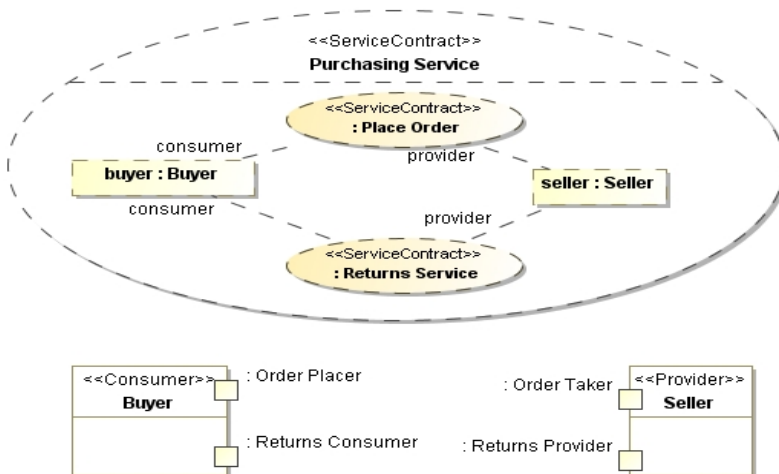 <<ServiceContract>>
Purchasing Service
<<ServiceContract>>
: Place Order
consumer
provider
buyer : Buyer
seller : Seller
consumer
provider
<<ServiceContract>>
: Returns Service
<<Consumer>>
Buyer
: Order Placer
: Returns Consumer
: Order Taker
: Returns Provider
<<Provider>>
Seller